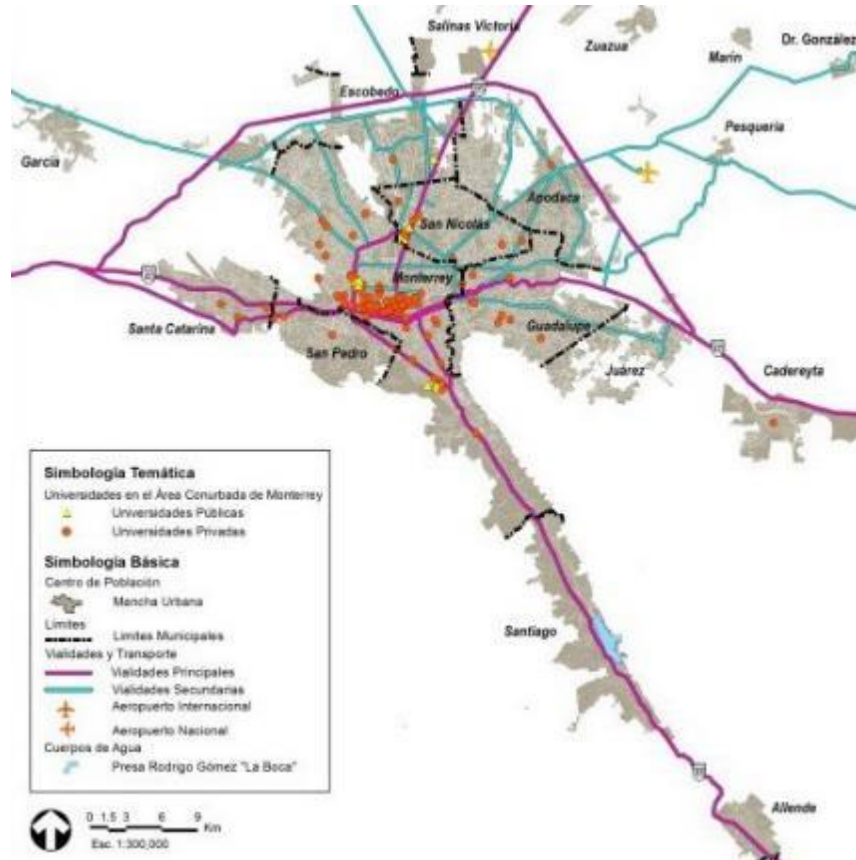 Salinas Victoria
Zuazua
Marín
Dr. González
Escobedo
Pesquería
García
Apodaca
San Nicolás
Monterrey
Santa Catarina
San Pedro
Guadalupe
Juárez
Cadereyta
Simbología Temática
Universidades en el Área Conurbada de Monterrey
Universidades Públicas
Universidades Privadas
Simbología Básica
Centro de Población
Mancha Urbana
Límites
Límites Municipales
Vialidades y Transporte
Vialidades Principales
Vialidades Secundarias
Aeropuerto Internacional
Aeropuerto Nacional
Cuerpos de Agua
Presa Rodrigo Gómez "La Boca"
Santiago
Allende
0 1.5 3 6 9
Km
Esc. 1:300,000